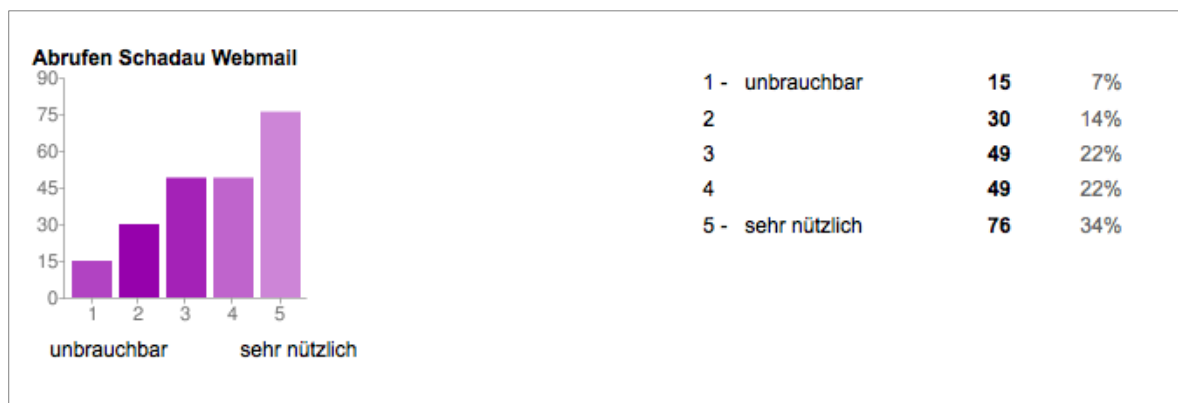 Abrufen Schadau Webmail
90
75
60
45
30
15
0
1 2 3 4 5
unbrauchbar sehr nützlich
1 - unbrauchbar 15 7%
2 30 14%
3 49 22%
4 49 22%
5 - sehr nützlich 76 34%